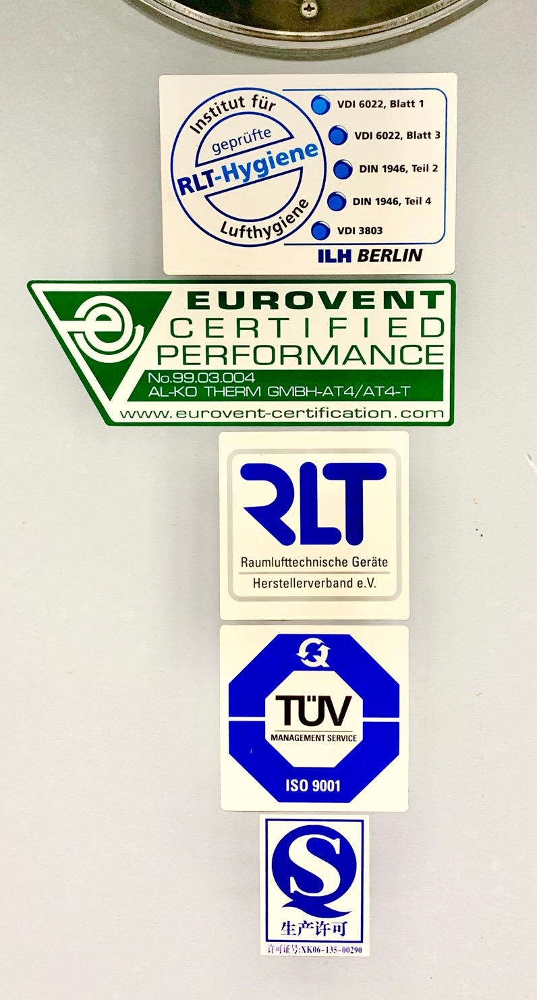 Institut für
geprüfte
RLT-Hygiene
Lufthygiene
VDI 6022, Blatt 1
VDI 6022, Blatt 3
DIN 1946, Teil 2
DIN 1946, Teil 4
VDI 3803
ILH BERLIN
e
EUROVENT
CERTIFIED
PERFORMANCE
No.99.03.004
AL-KO THERM GMBH-AT4/AT4-T
www.eurovent-certification.com
RLT
Raumlufttechnische Geräte
Herstellerverband e.V.
Q
TÜV
MANAGEMENT SERVICE
ISO 9001
QS
生产许可
许可证号:XK06-135-00290